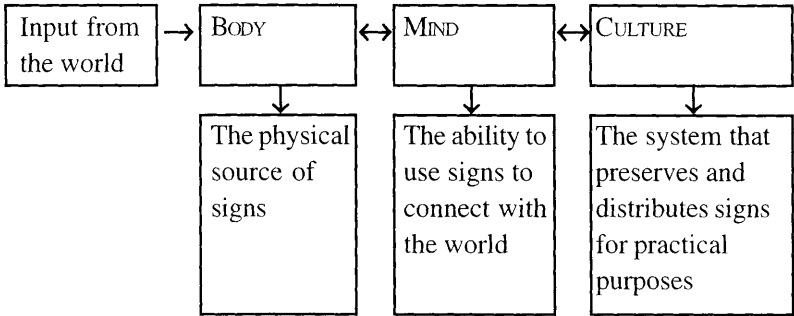 Input from
the world
BODY
MIND
CULTURE
The physical
source of
signs
The ability to
use signs to
connect with
the world
The system that
preserves and
distributes signs
for practical
purposes